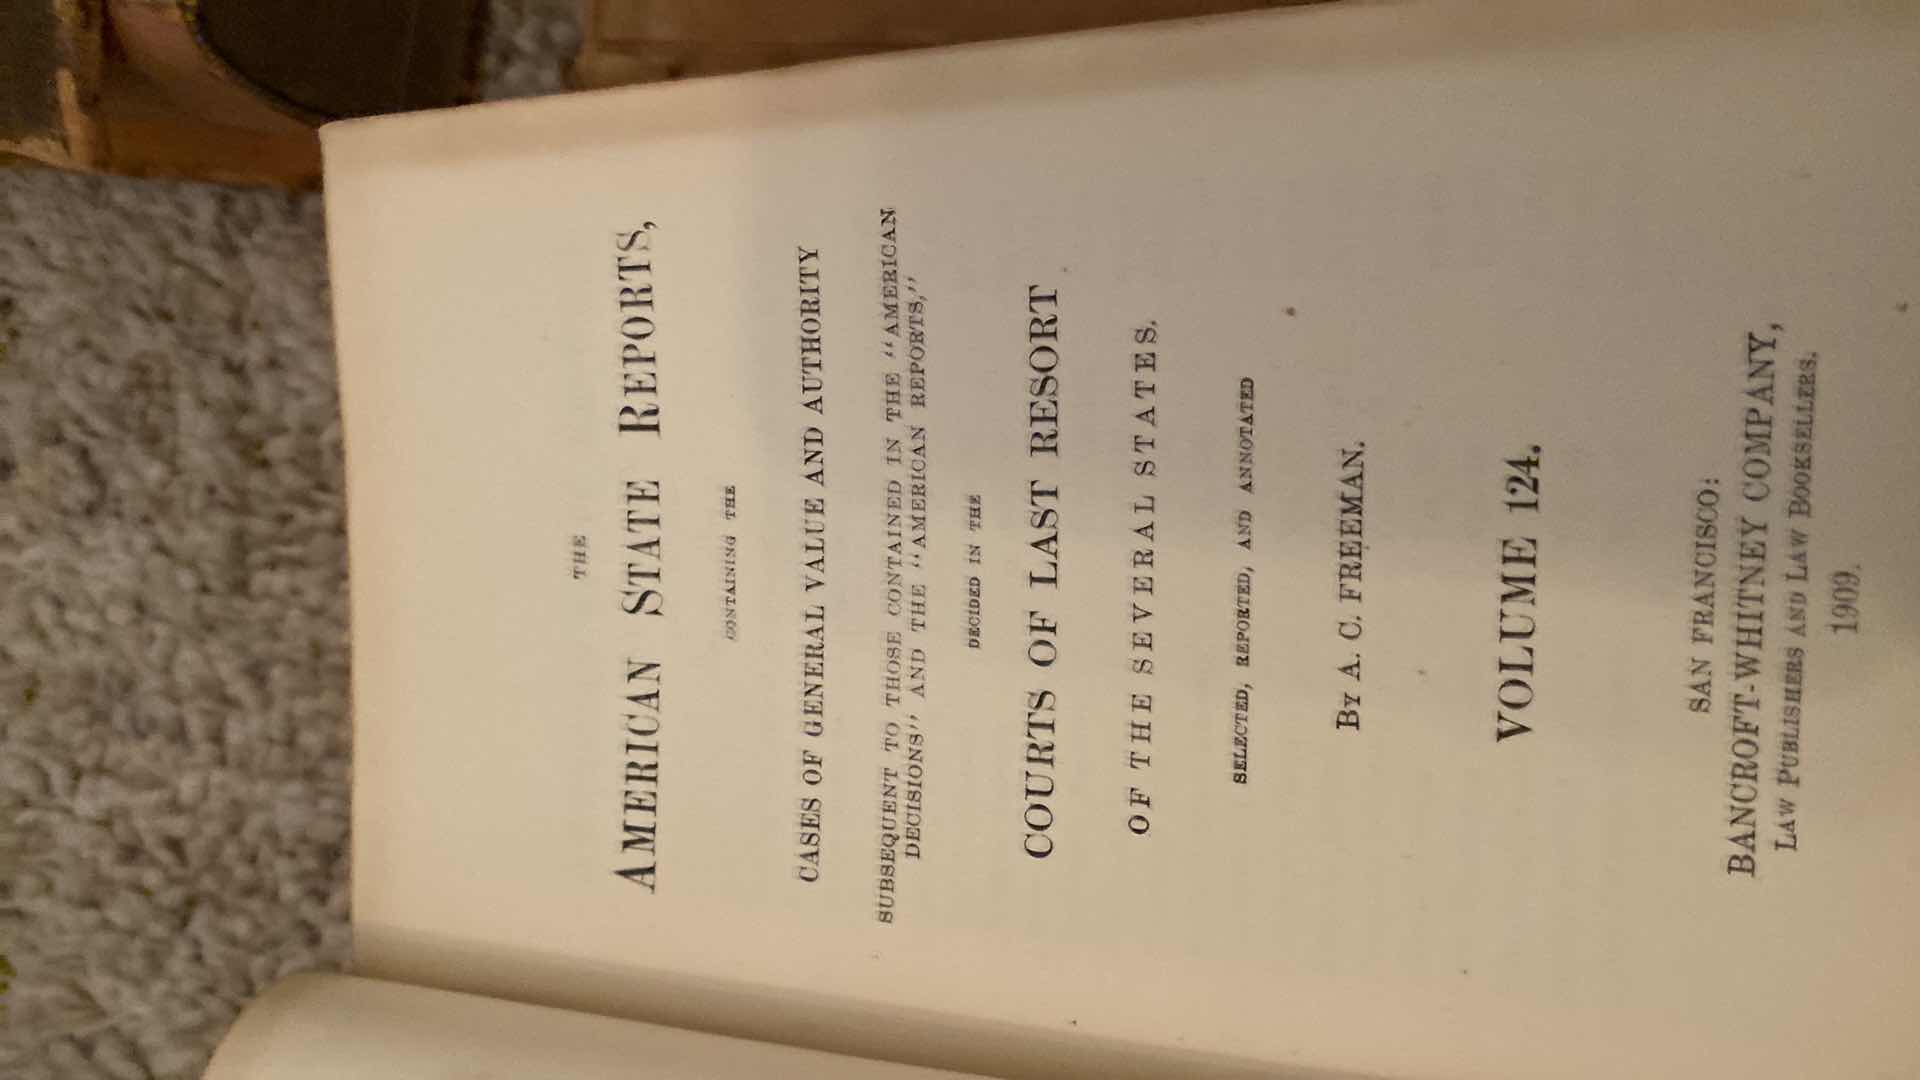 THE
AMERICAN STATE REPORTS,
CONTAINING THE
CASES OF GENERAL VALUE AND AUTHORITY
SUBSEQUENT TO THOSE CONTAINED IN THE "AMERICAN
DECISIONS" AND THE "AMERICAN REPORTS,"
DECIDED IN THE
COURTS OF LAST RESORT
OF THE SEVERAL STATES.
SELECTED, REPORTED, AND ANNOTATED
BY A. C. FREEMAN.
VOLUME 124.
SAN FRANCISCO:
BANCROFT-WHITNEY COMPANY,
LAW PUBLISHERS AND LAW BOOKSELLERS.
1909.